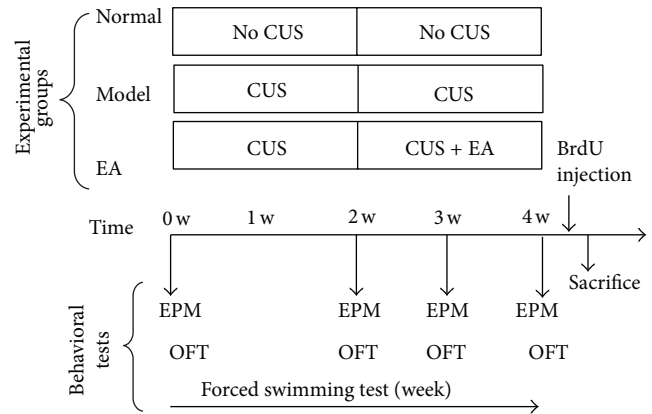 Experimental groups
Normal
No CUS
No CUS
Model
CUS
CUS
EA
CUS
CUS + EA
BrdU injection
Time
0 w
1 w
2 w
3 w
4 w
Sacrifice
Behavioral tests
EPM
EPM
EPM
EPM
OFT
OFT
OFT
OFT
Forced swimming test (week)